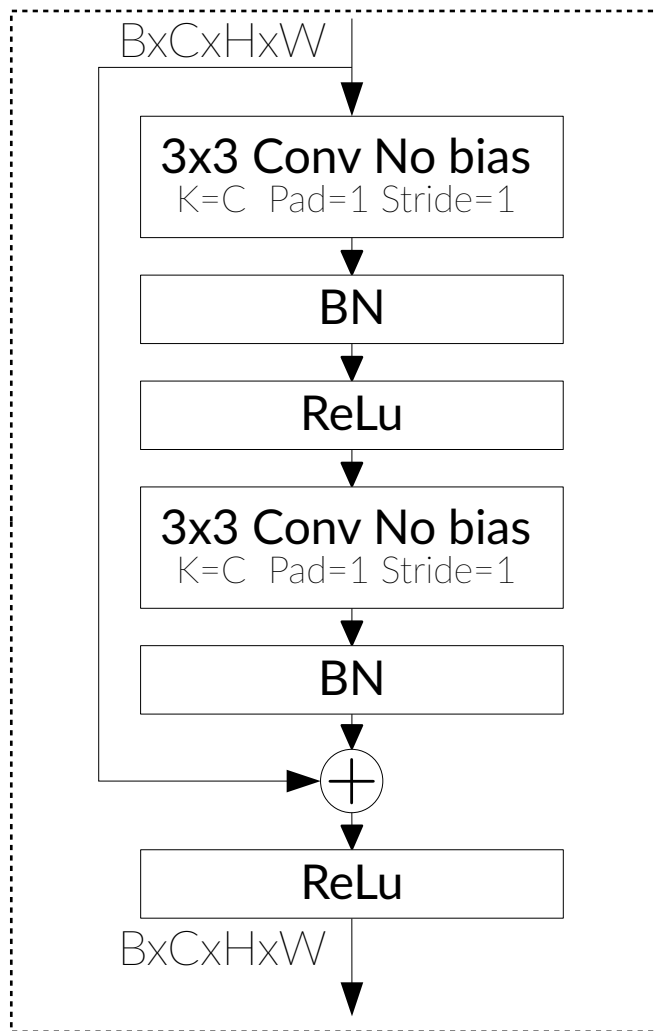 BxCxHxW
3x3 Conv No bias
K=C Pad=1 Stride=1
BN
ReLu
3x3 Conv No bias
K=C Pad=1 Stride=1
BN
+
ReLu
BxCxHxW